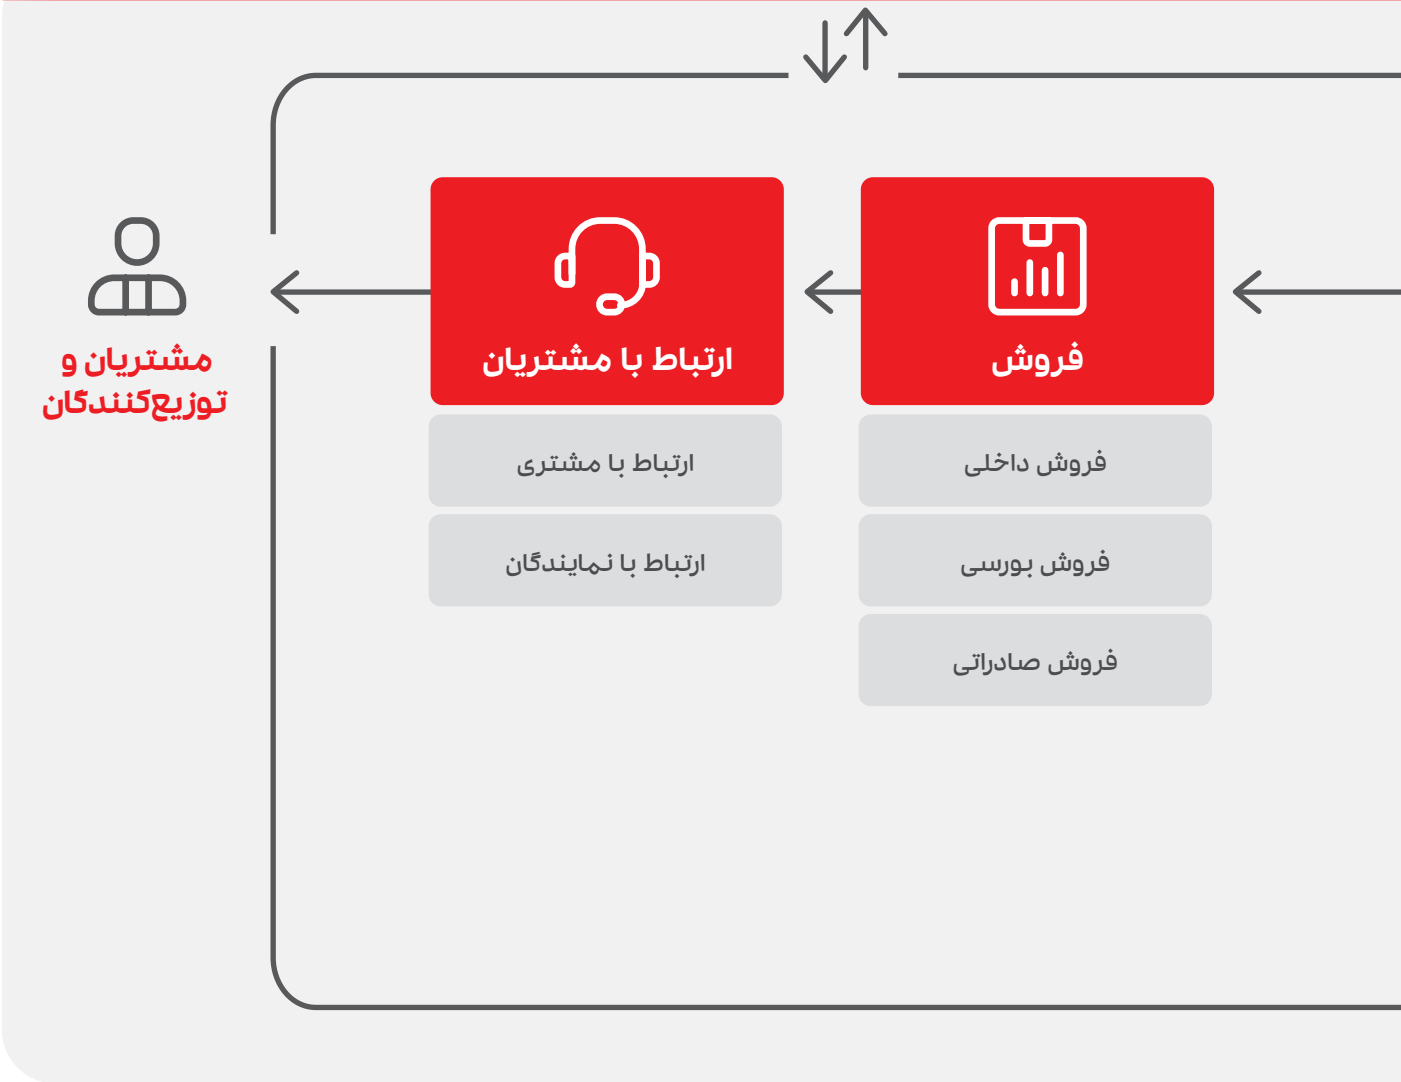 فروش
فروش داخلی
فروش بورسی
فروش صادراتی
ارتباط با مشتریان
ارتباط با مشتری
ارتباط با نمایندگان
مشتریان و
توزیع‌کنندگان